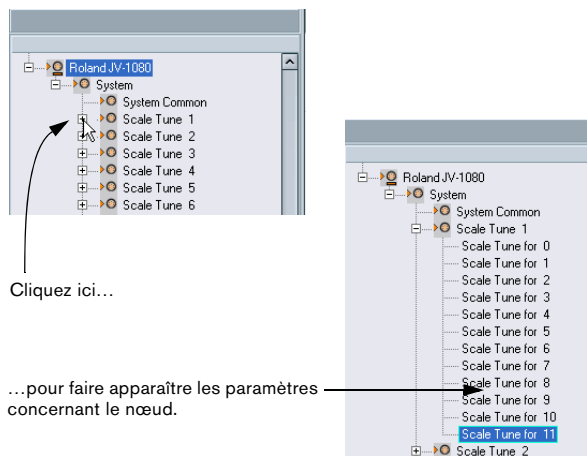 Roland JV-1080
System
System Common
Scale Tune 1
Scale Tune 2
Scale Tune 3
Scale Tune 4
Scale Tune 5
Scale Tune 6
Cliquez ici…
…pour faire apparaître les paramètres
concernant le nœud.
Roland JV-1080
System
System Common
Scale Tune 1
Scale Tune for 0
Scale Tune for 1
Scale Tune for 2
Scale Tune for 3
Scale Tune for 4
Scale Tune for 5
Scale Tune for 6
Scale Tune for 7
Scale Tune for 8
Scale Tune for 9
Scale Tune for 10
Scale Tune for 11
Scale Tune 2